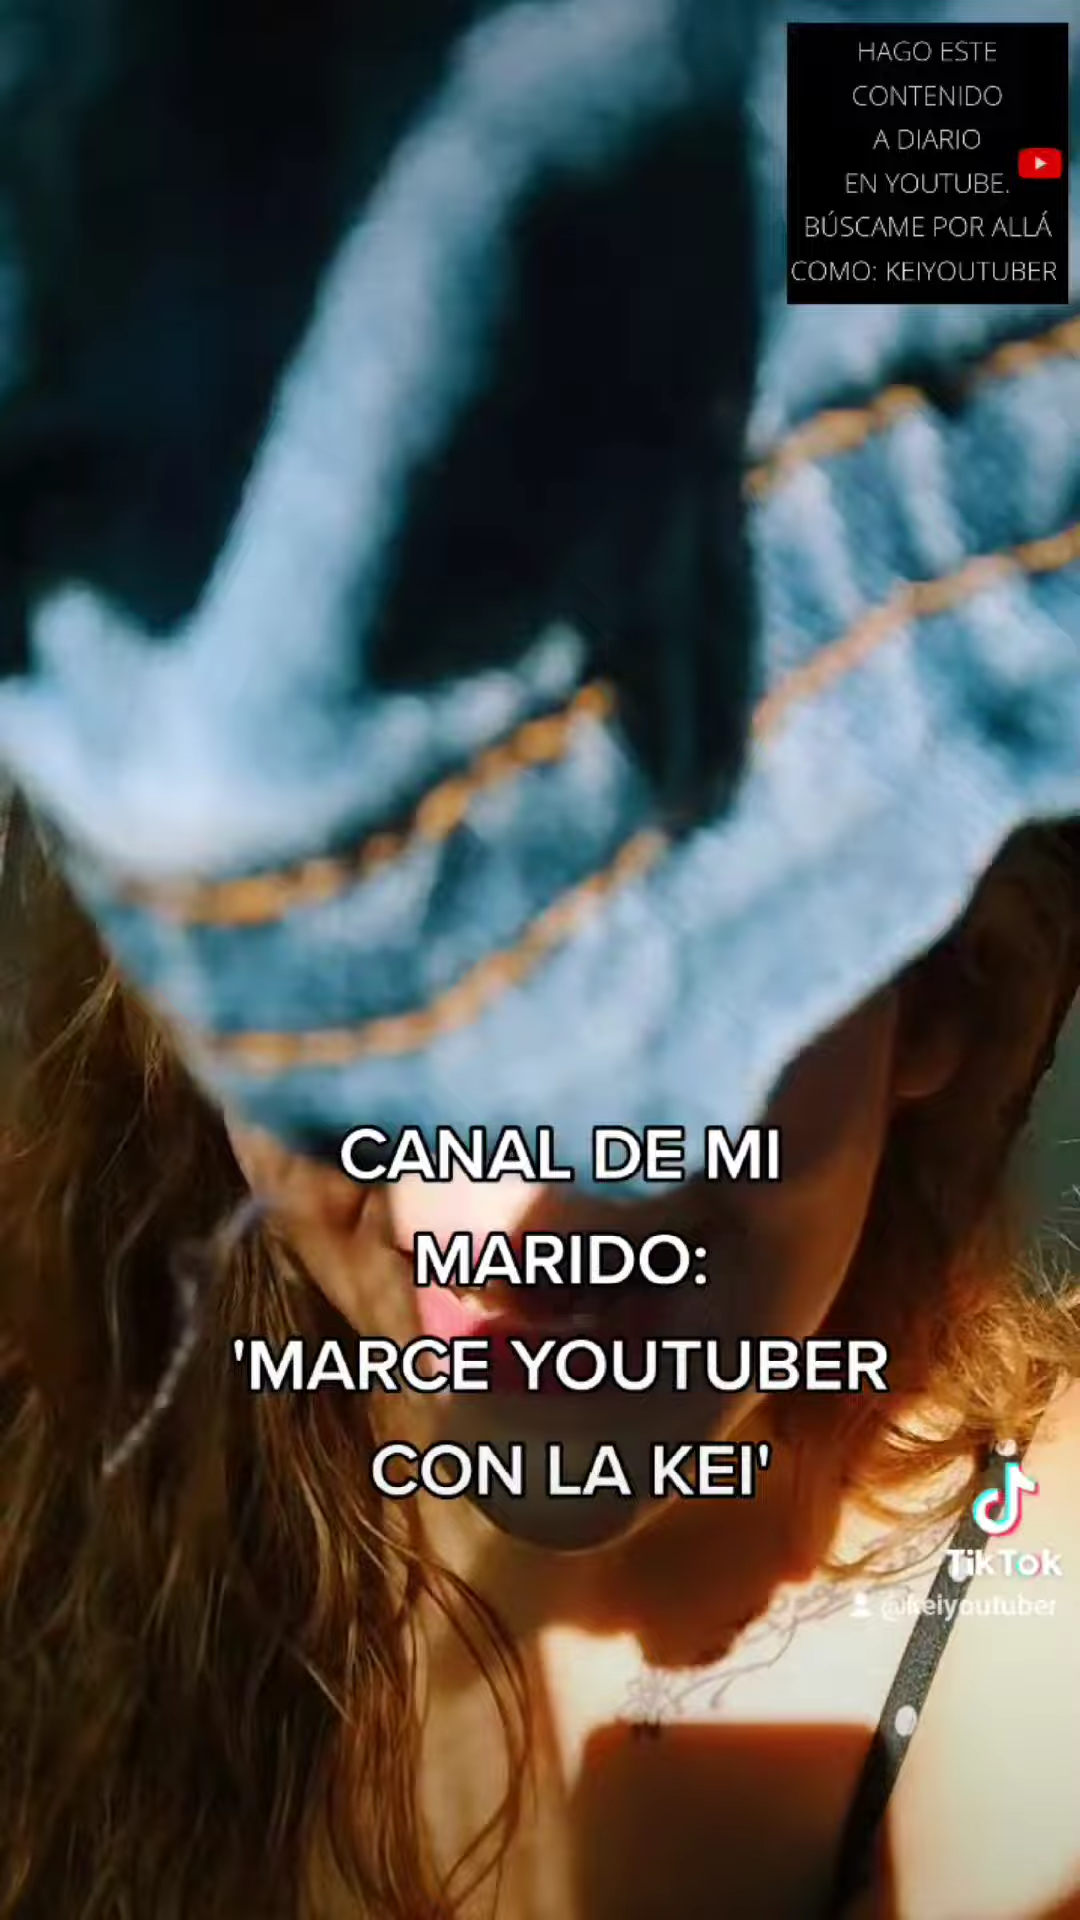 HAGO ESTE
CONTENIDO
A DIARIO
EN YOUTUBE.
BÚSCAME POR ALLÁ
COMO: KEIYOUTUBER
CANAL DE MI
MARIDO:
'MARCE YOUTUBER
CON LA KEI'
TikTok
@keiyoutuber